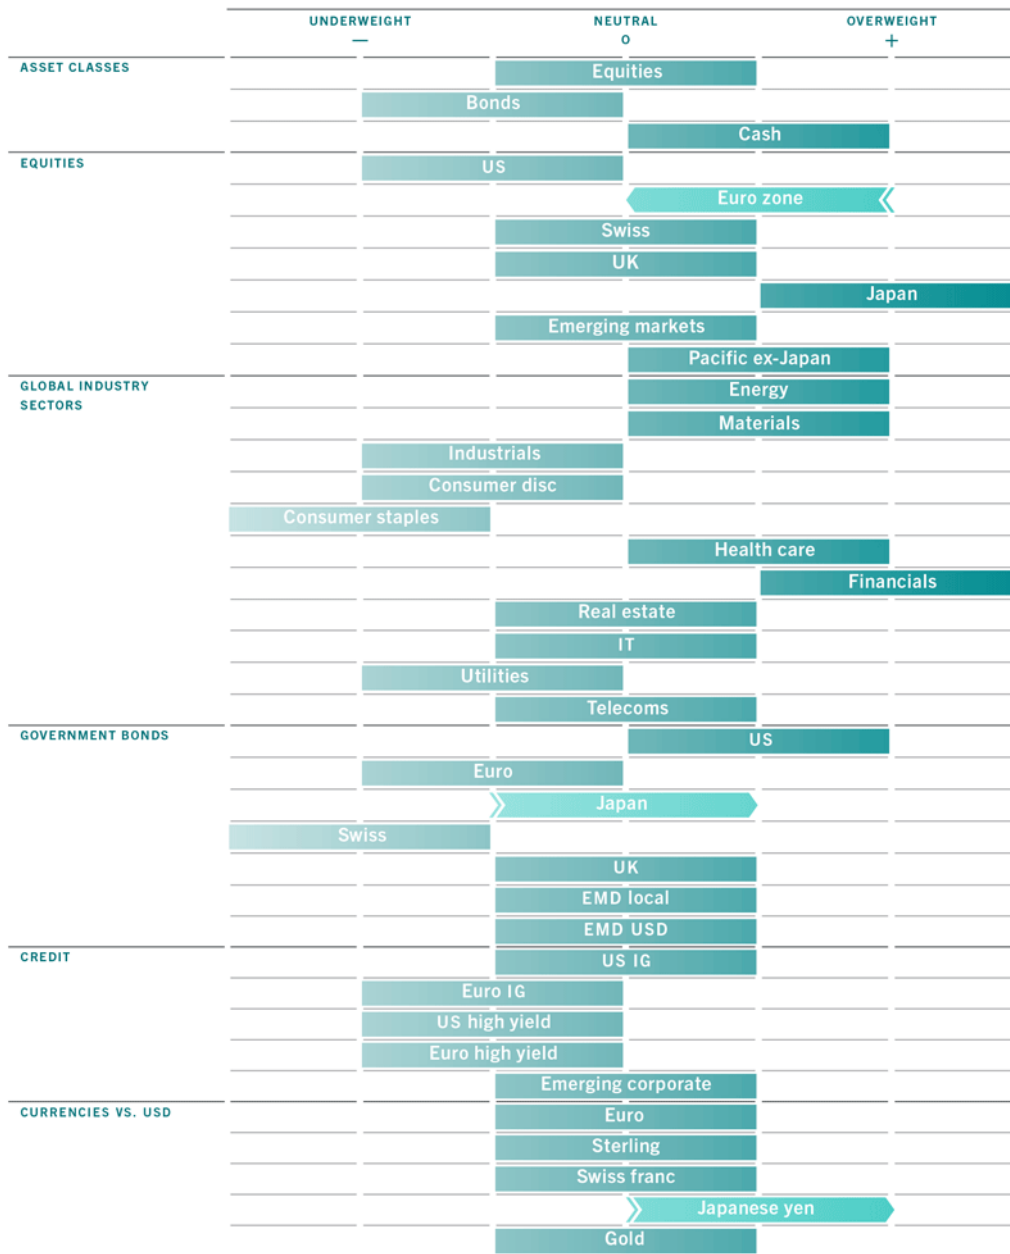 UNDERWEIGHT NEUTRAL OVERWEIGHT
— o +
ASSET CLASSES
Equities
Bonds
Cash
EQUITIES
US
Euro zone
Swiss
UK
Japan
Emerging markets
Pacific ex-Japan
GLOBAL INDUSTRY
SECTORS
Energy
Materials
Industrials
Consumer disc
Consumer staples
Health care
Financials
Real estate
IT
Utilities
Telecoms
GOVERNMENT BONDS
US
Euro
Japan
Swiss
UK
EMD local
EMD USD
CREDIT
US IG
Euro IG
US high yield
Euro high yield
Emerging corporate
CURRENCIES VS. USD
Euro
Sterling
Swiss franc
Japanese yen
Gold